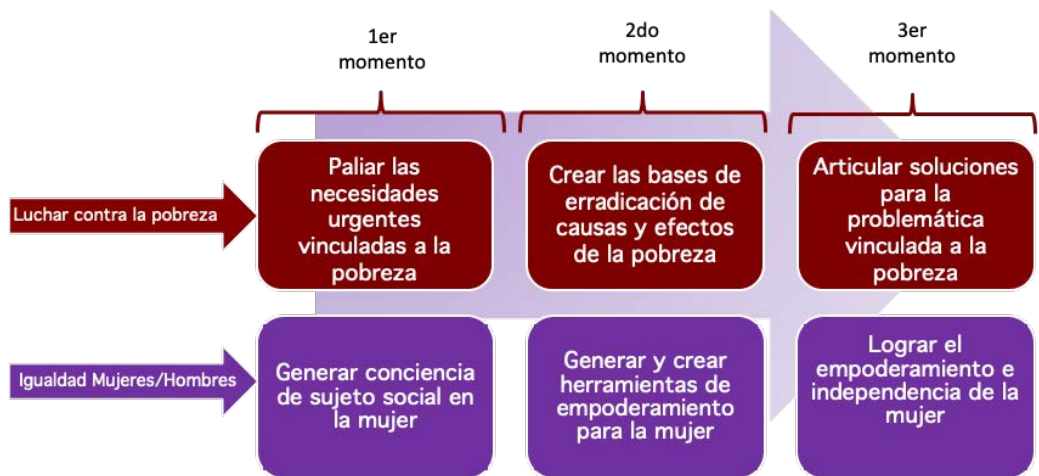 1er
momento
2do
momento
3er
momento
Luchar contra la pobreza
Paliar las
necesidades
urgentes
vinculadas a la
pobreza
Crear las bases de
erradicación de
causas y efectos
de la pobreza
Articular soluciones
para la
problemática
vinculada a la
pobreza
Igualdad Mujeres/Hombres
Generar conciencia
de sujeto social en
la mujer
Generar y crear
herramientas de
empoderamiento
para la mujer
Lograr el
empoderamiento e
independencia de la
mujer